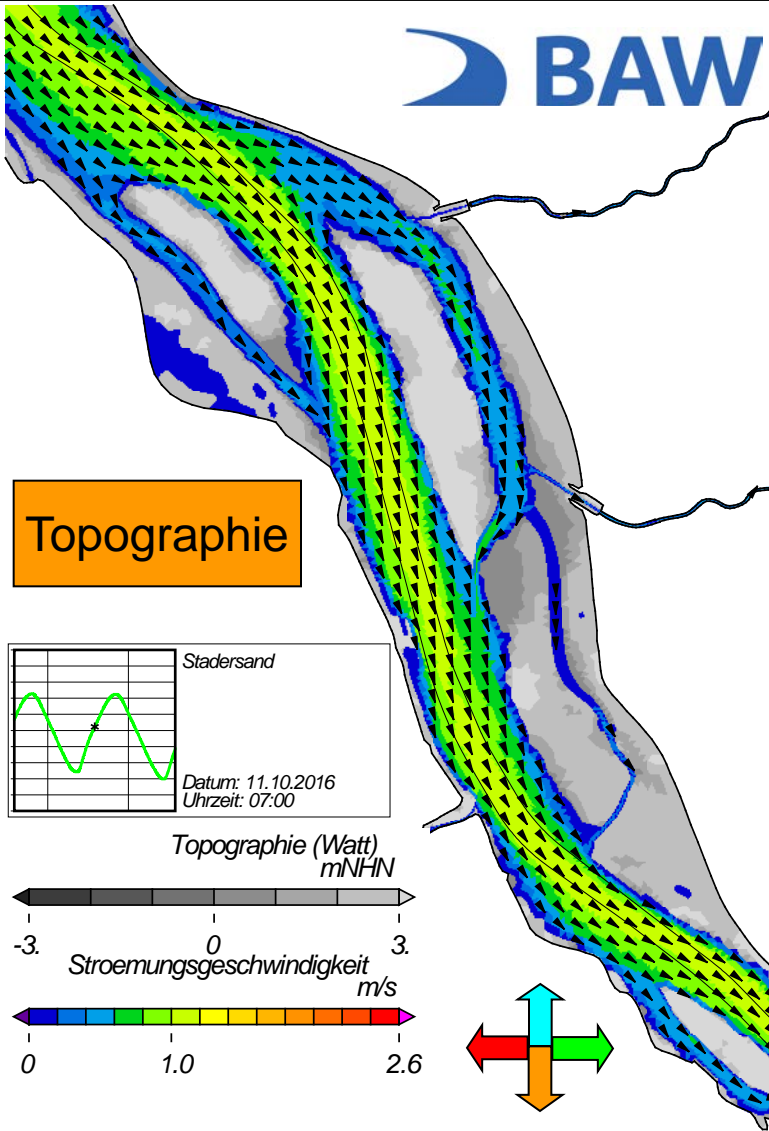 BAW
Topographie
Stadersand
Datum: 11.10.2016
Uhrzeit: 07:00
Topographie (Watt)
mNHN
-3. 0 3.
Stroemungsgeschwindigkeit
m/s
0 1.0 2.6